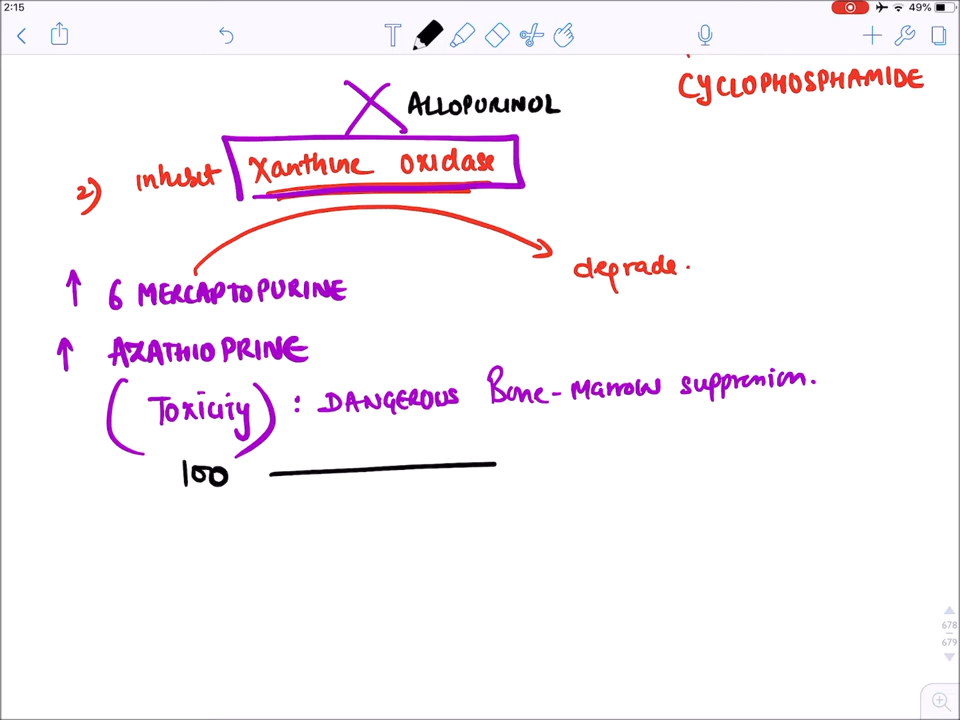 2:15
49%
T
CYCLOPHOSPHAMIDE
ALLOPURINOL
2) inhibit Xanthine oxidase
degrade.
↑ 6 MERCAPTOPURINE
↑ AZATHIOPRINE
(Toxicity) : DANGEROUS Bone-Marrow suppression.
100
678
679